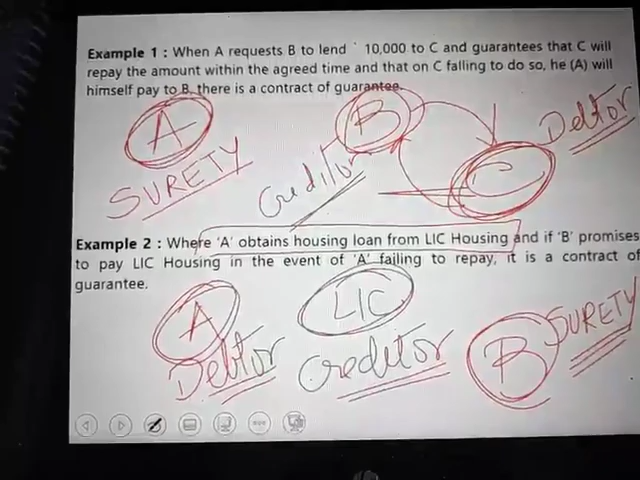 Example 1 : When A requests B to lend ` 10,000 to C and guarantees that C will
repay the amount within the agreed time and that on C falling to do so, he (A) will
himself pay to B, there is a contract of guarantee.
A
B
C
Debtor
SURETY
Creditor
Example 2 : Where 'A' obtains housing loan from LIC Housing and if 'B' promises
to pay LIC Housing in the event of 'A' failing to repay, it is a contract of
guarantee.
A
LIC
B
SURETY
Debtor
Creditor